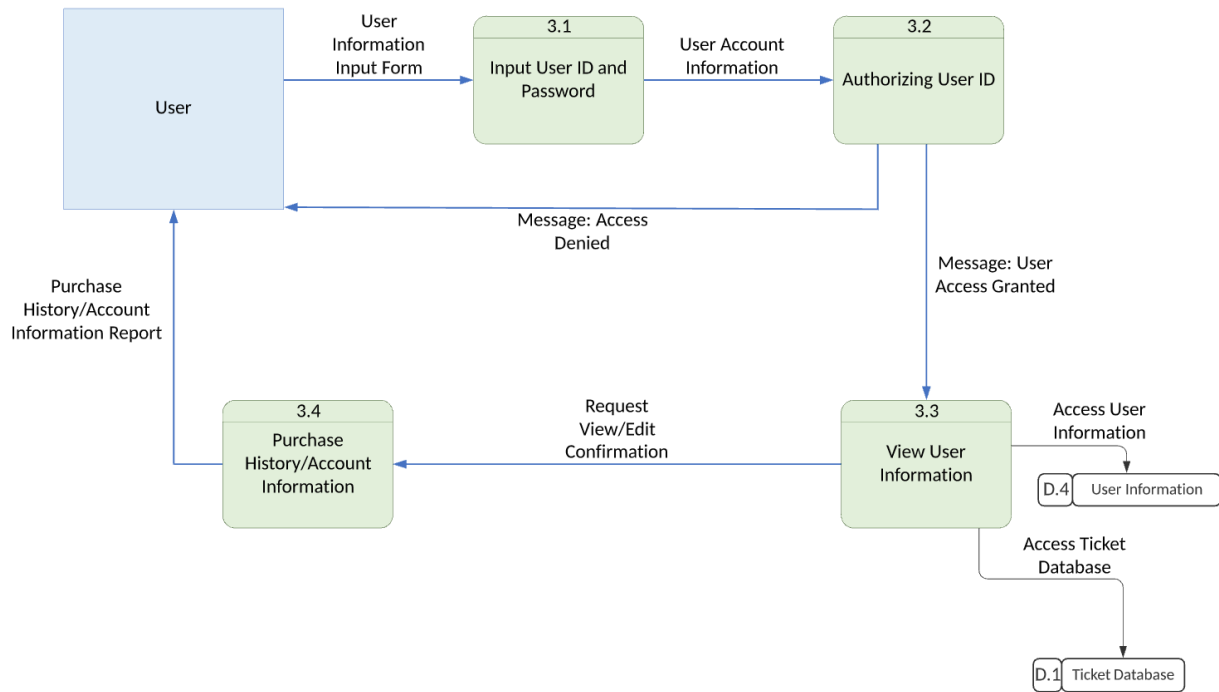 User
User
Information
Input Form
3.1
Input User ID and
Password
User Account
Information
3.2
Authorizing User ID
Message: Access
Denied
Message: User
Access Granted
Purchase
History/Account
Information Report
3.4
Purchase
History/Account
Information
Request
View/Edit
Confirmation
3.3
View User
Information
Access User
Information
D.4
User Information
Access Ticket
Database
D.1
Ticket Database